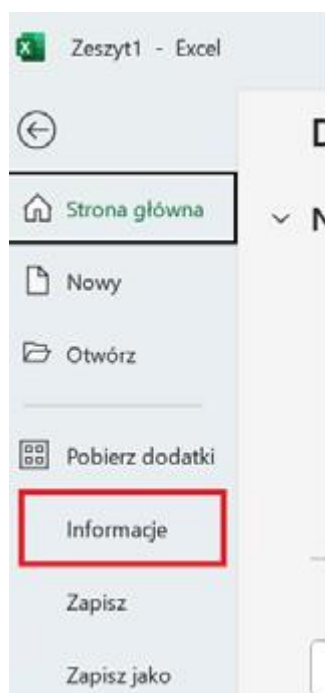 Zeszyt1 - Excel
Strona główna
Nowy
Otwórz
Pobierz dodatki
Informacje
Zapisz
Zapisz jako